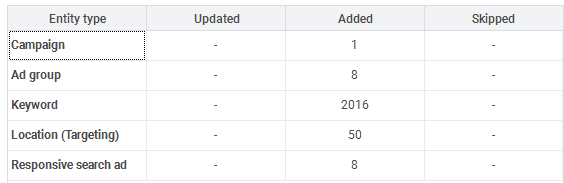 Entity type Updated Added Skipped
Campaign - 1 -
Ad group - 8 -
Keyword - 2016 -
Location (Targeting) - 50 -
Responsive search ad - 8 -